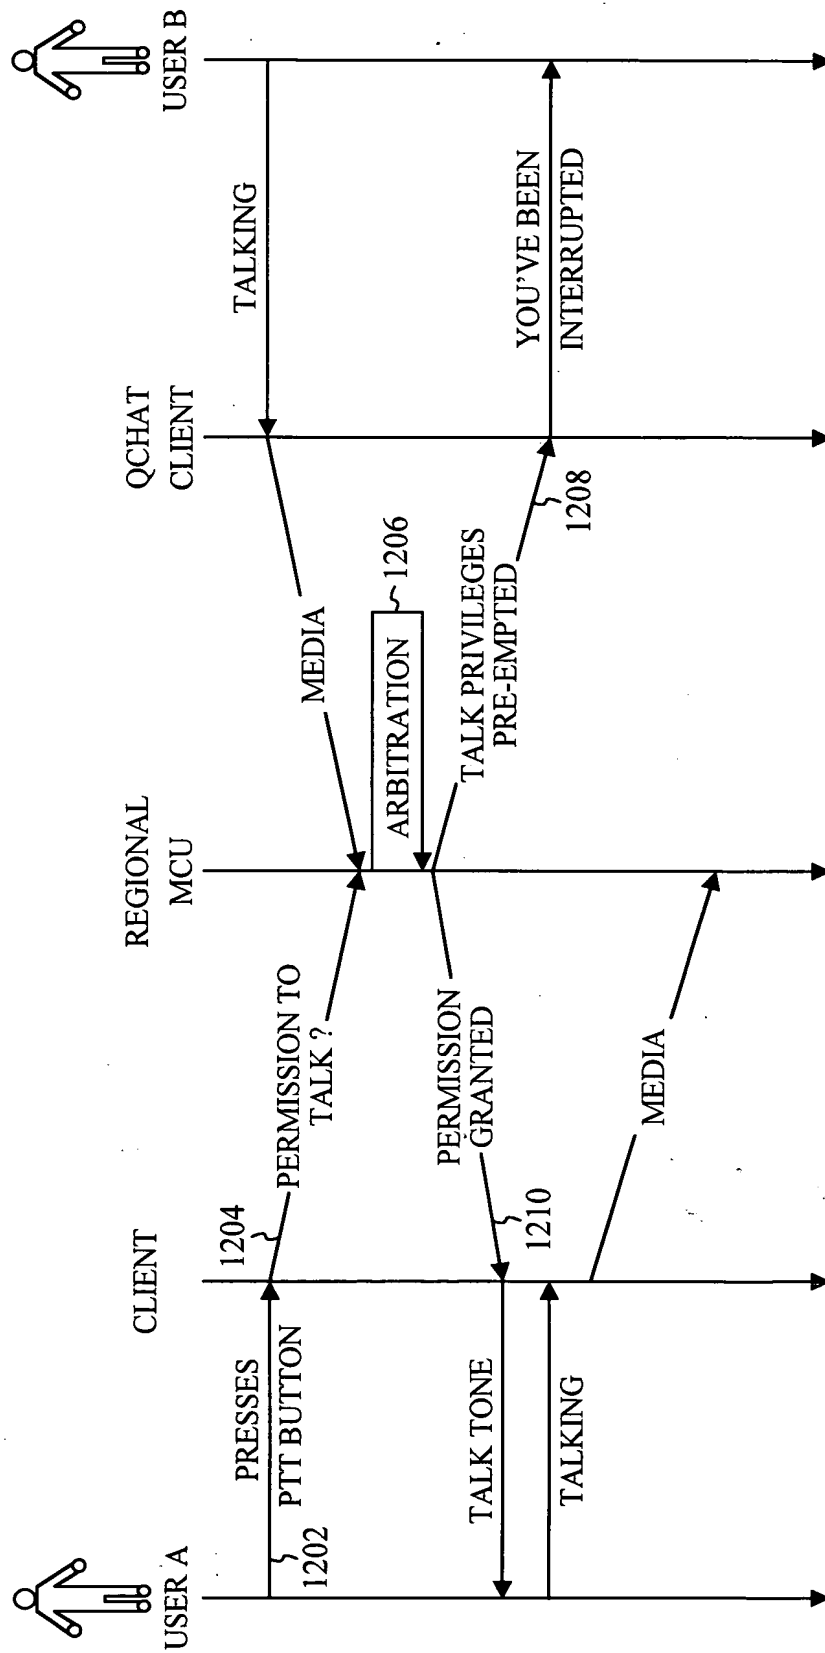 USER A
CLIENT
REGIONAL
MCU
QCHAT
CLIENT
USER B
PRESSES
PTT BUTTON
1202
1204
PERMISSION TO
TALK ?
MEDIA
TALKING
ARBITRATION
1206
TALK TONE
PERMISSION
GRANTED
1210
TALK PRIVILEGES
PRE-EMPTED
1208
YOU'VE BEEN
INTERRUPTED
TALKING
MEDIA